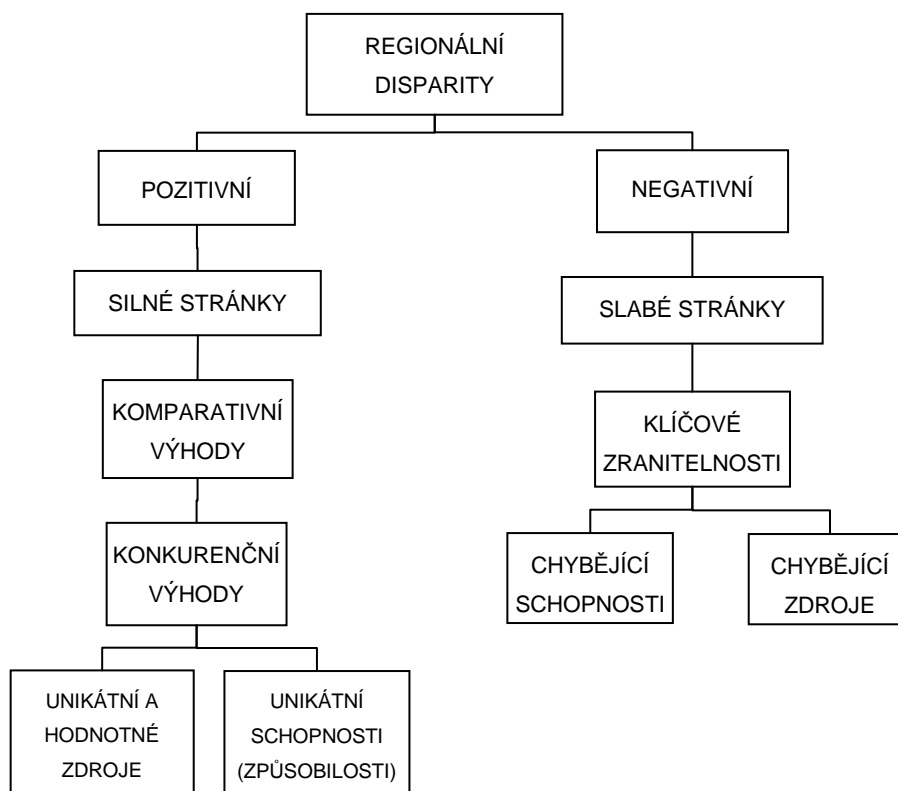 REGIONÁLNÍ
DISPARITY
POZITIVNÍ
NEGATIVNÍ
SILNÉ STRÁNKY
SLABÉ STRÁNKY
KOMPARATIVNÍ
VÝHODY
KLÍČOVÉ
ZRANITELNOSTI
KONKURENČNÍ
VÝHODY
CHYBĚJÍCÍ
SCHOPNOSTI
CHYBĚJÍCÍ
ZDROJE
UNIKÁTNÍ A
HODNOTNÉ
ZDROJE
UNIKÁTNÍ
SCHOPNOSTI
(ZPŮSOBILOSTI)